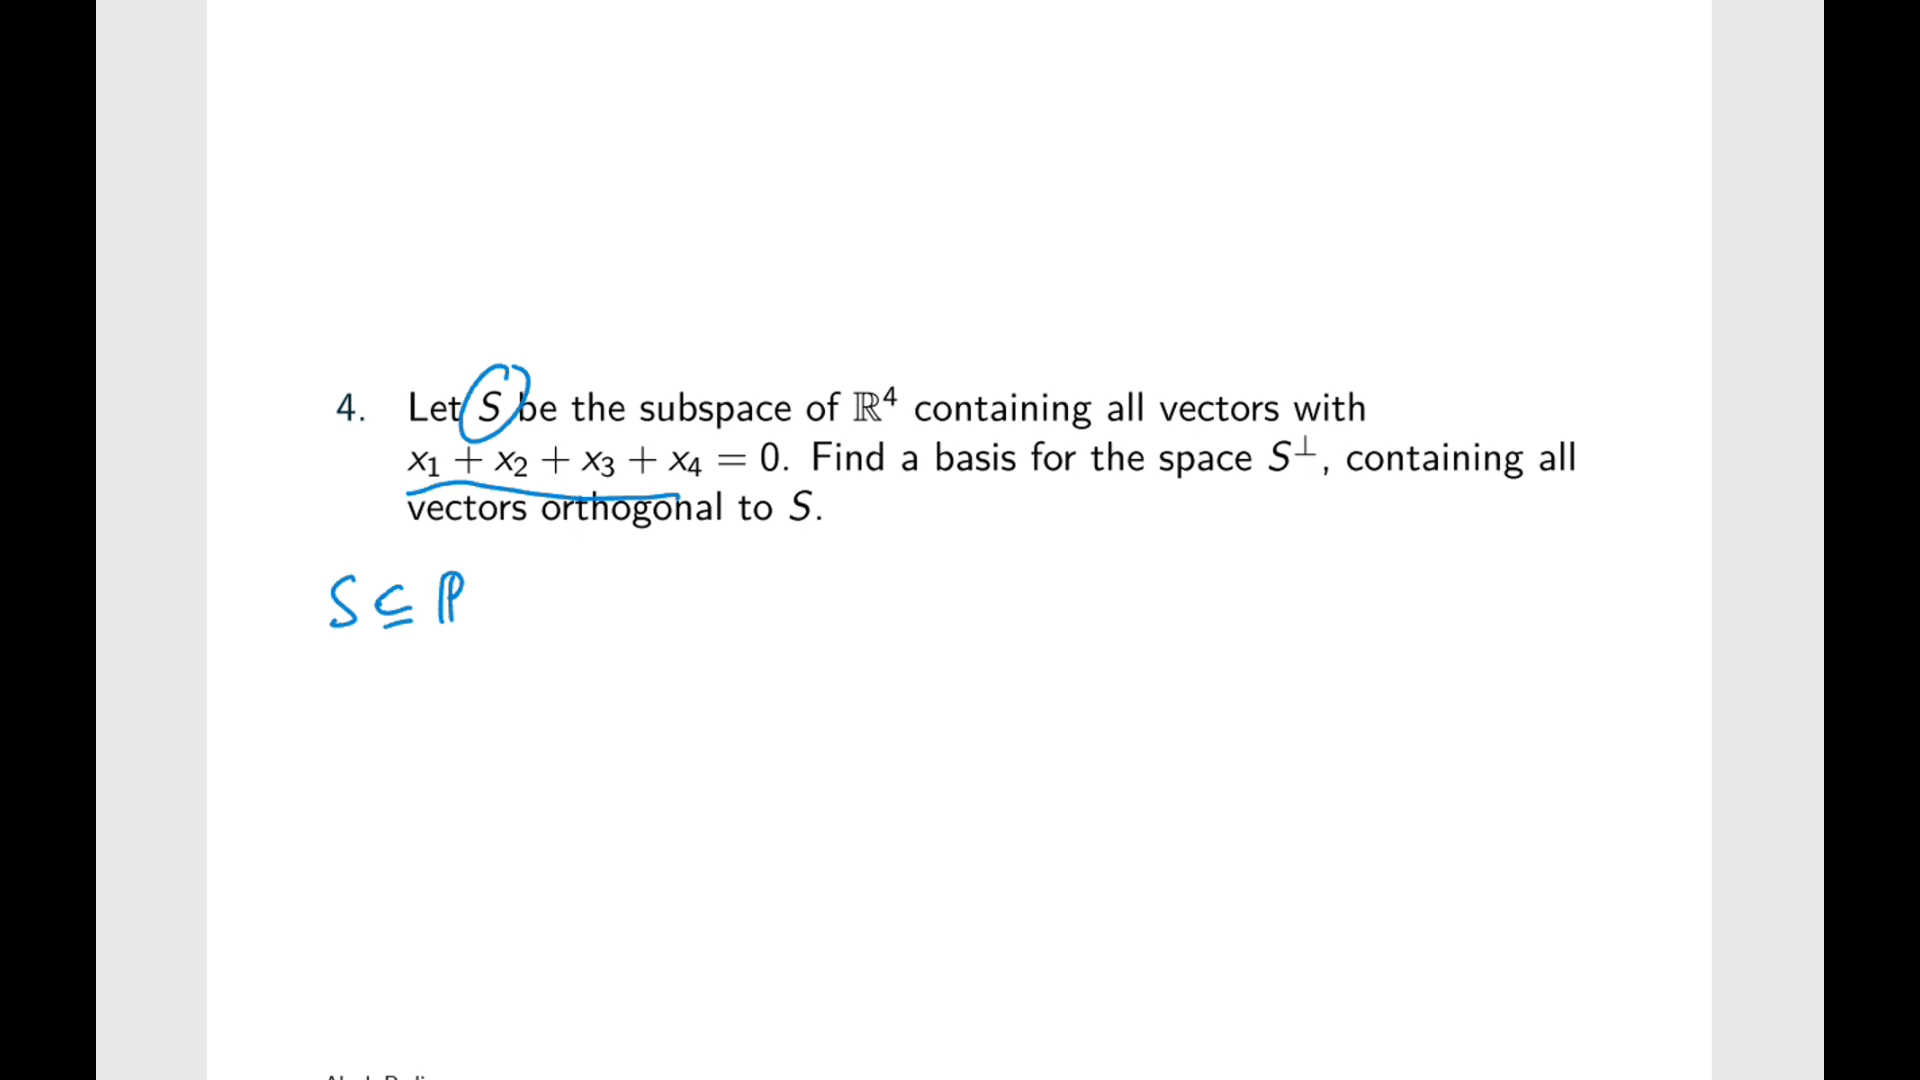 4. Let S be the subspace of ℝ⁴ containing all vectors with
x₁ + x₂ + x₃ + x₄ = 0. Find a basis for the space S⊥, containing all
vectors orthogonal to S.
S ⊆ ℙ